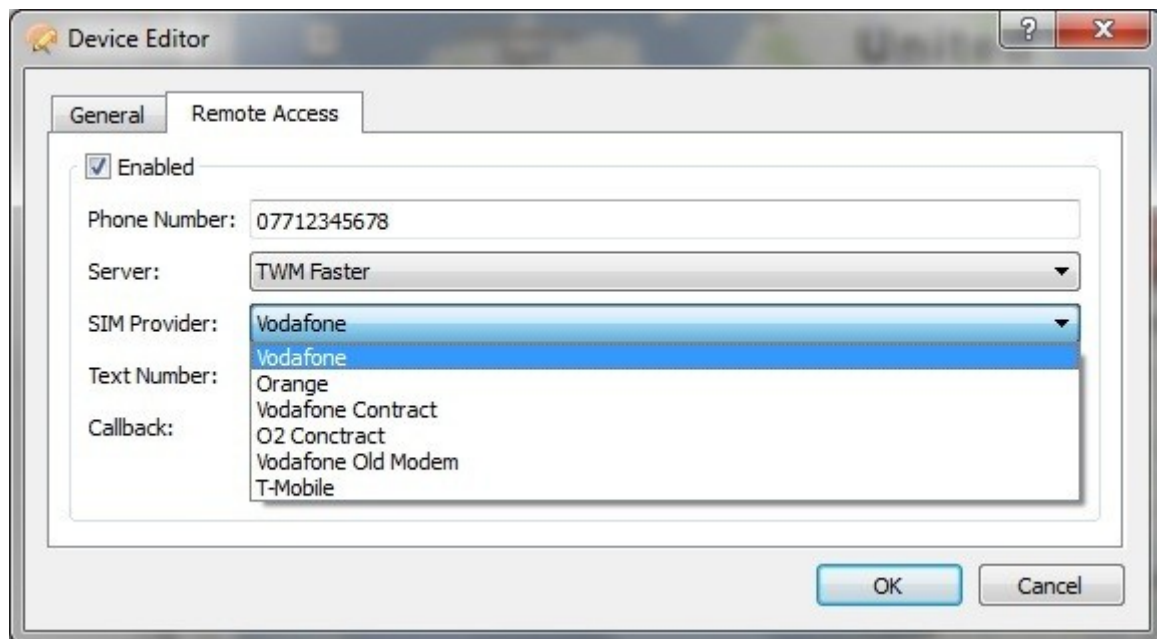 Device Editor
General Remote Access
Enabled
Phone Number: 07712345678
Server: TWM Faster
SIM Provider: Vodafone
Vodafone
Text Number:
Orange
Vodafone Contract
Callback:
O2 Conctract
Vodafone Old Modem
T-Mobile
OK Cancel